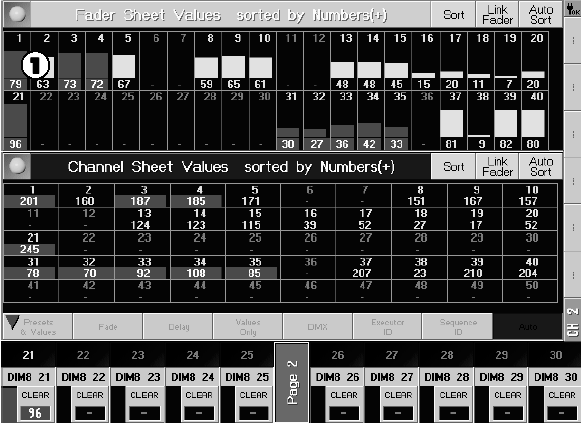 Fader Sheet Values sorted by Numbers(+) Sort Link Fader Auto Sort OK
1 2 3 4 5 6 7 8 9 10 11 12 13 14 15 16 17 18 19 20
1
79 63 73 72 67 - - 59 65 61 - - 48 48 45 15 20 11 7 20
21 22 23 24 25 26 27 28 29 30 31 32 33 34 35 36 37 38 39 40
96 - - - - - - - - - 30 27 36 42 33 - 81 9 82 80
Channel Sheet Values sorted by Numbers(+) Sort Link Fader Auto Sort
1 2 3 4 5 6 7 8 9 10
201 160 187 185 171 - - 151 167 157
11 12 13 14 15 16 17 18 19 20
- - 124 123 115 39 52 27 17 52
21 22 23 24 25 26 27 28 29 30
245 - - - - - - - - -
31 32 33 34 35 36 37 38 39 40
70 70 92 108 85 - 207 23 210 204
41 42 43 44 45 46 47 48 49 50
- - - - - - - - - -
Presets & Values Fade Delay Values Only DMX Executor ID Sequence ID Auto
CH 2
21 22 23 24 25 Page 2 26 27 28 29 30
DIM8 21 DIM8 22 DIM8 23 DIM8 24 DIM8 25 DIM8 26 DIM8 27 DIM8 28 DIM8 29 DIM8 30
CLEAR CLEAR CLEAR CLEAR CLEAR CLEAR CLEAR CLEAR CLEAR CLEAR
96 - - - - - - - - -